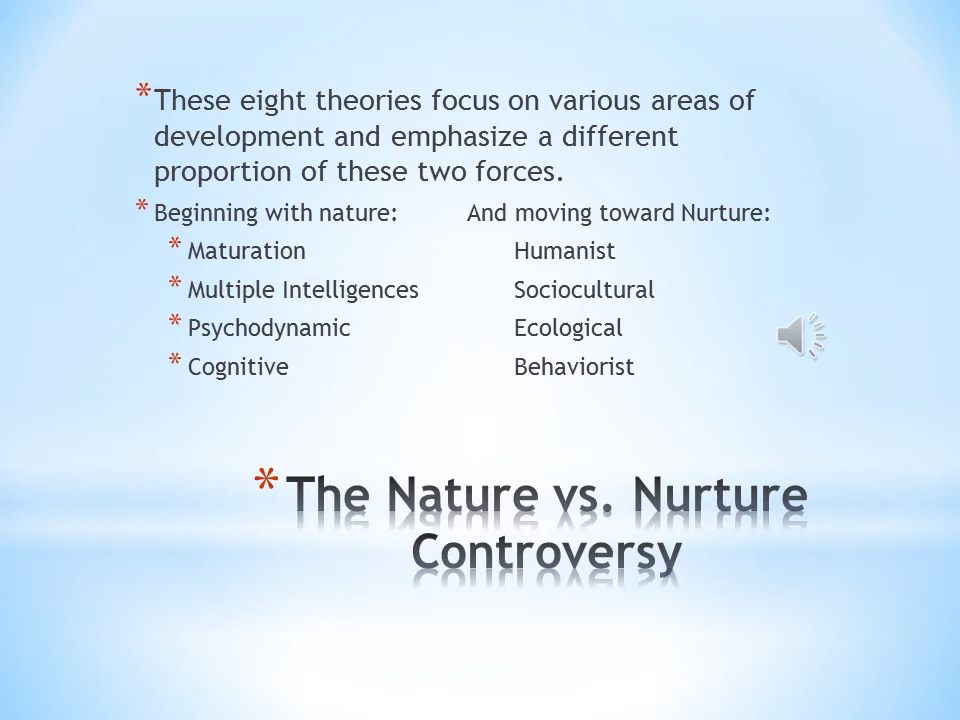 * These eight theories focus on various areas of
development and emphasize a different
proportion of these two forces.
* Beginning with nature: And moving toward Nurture:
* Maturation Humanist
* Multiple Intelligences Sociocultural
* Psychodynamic Ecological
* Cognitive Behaviorist
* The Nature vs. Nurture
Controversy